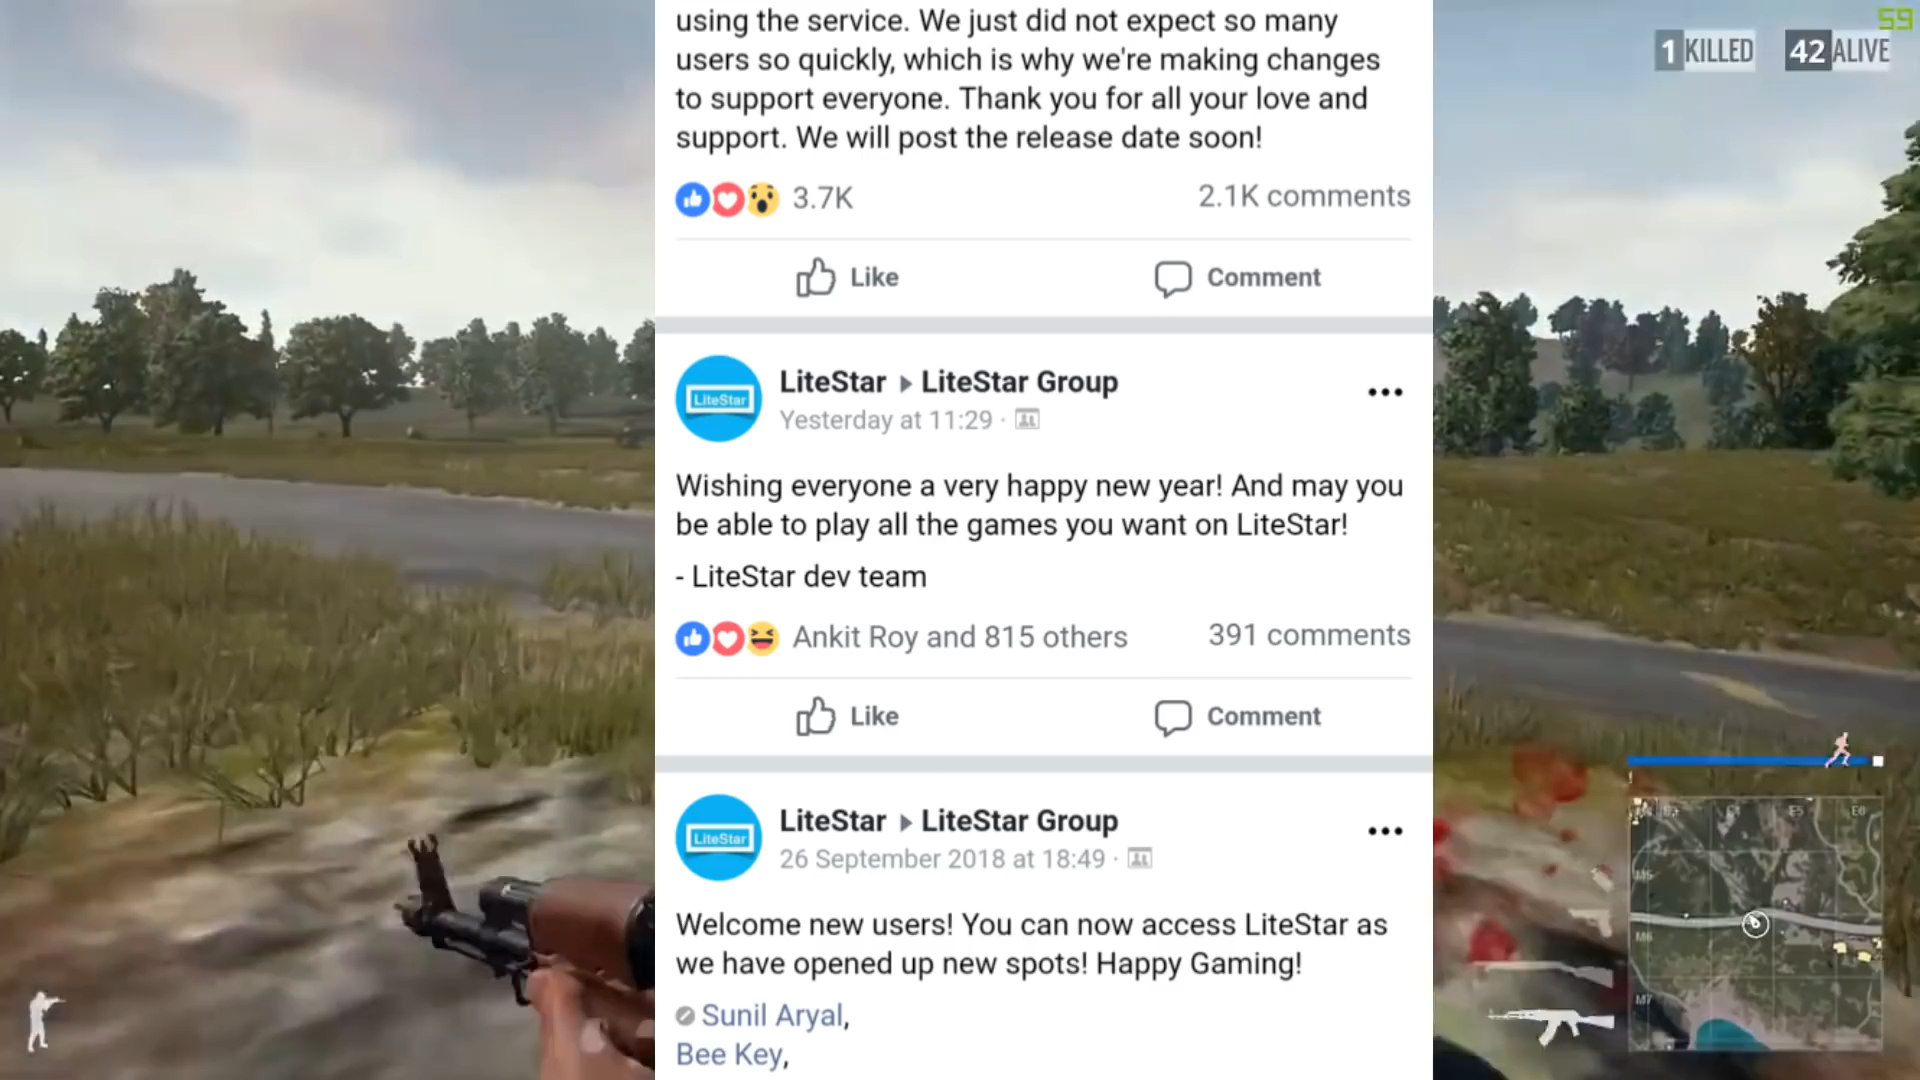 using the service. We just did not expect so many
users so quickly, which is why we're making changes
to support everyone. Thank you for all your love and
support. We will post the release date soon!
3.7K
2.1K comments
Like
Comment
LiteStar
LiteStar ▸ LiteStar Group
Yesterday at 11:29 ·
Wishing everyone a very happy new year! And may you
be able to play all the games you want on LiteStar!
- LiteStar dev team
Ankit Roy and 815 others
391 comments
Like
Comment
LiteStar
LiteStar ▸ LiteStar Group
26 September 2018 at 18:49 ·
Welcome new users! You can now access LiteStar as
we have opened up new spots! Happy Gaming!
Sunil Aryal,
Bee Key,
59
1 KILLED
42 ALIVE
E5
E6
M6
M7